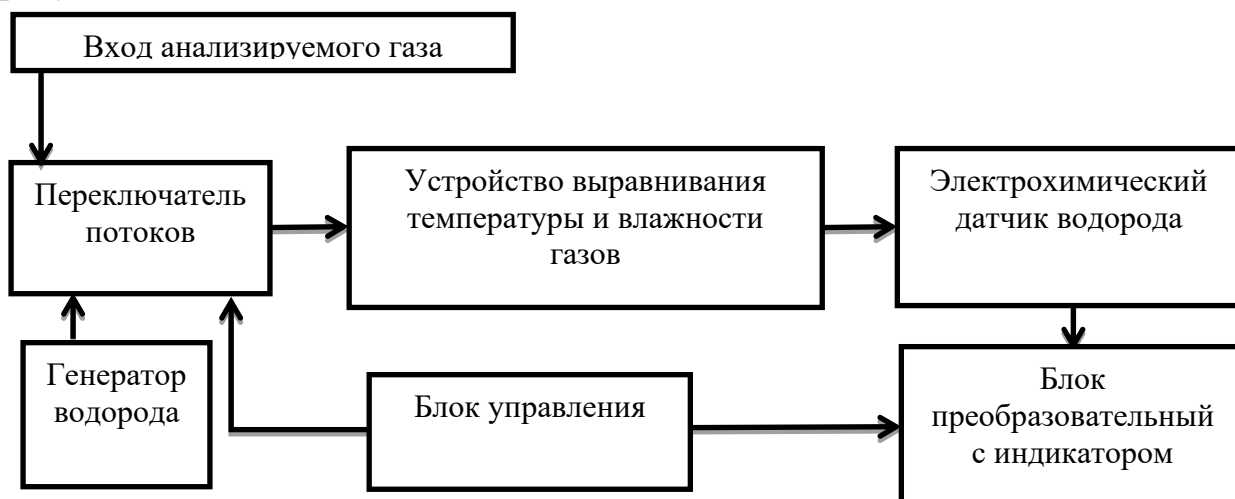 Вход анализируемого газа
Переключатель
потоков
Устройство выравнивания
температуры и влажности
газов
Электрохимический
датчик водорода
Генератор
водорода
Блок управления
Блок
преобразовательный
с индикатором